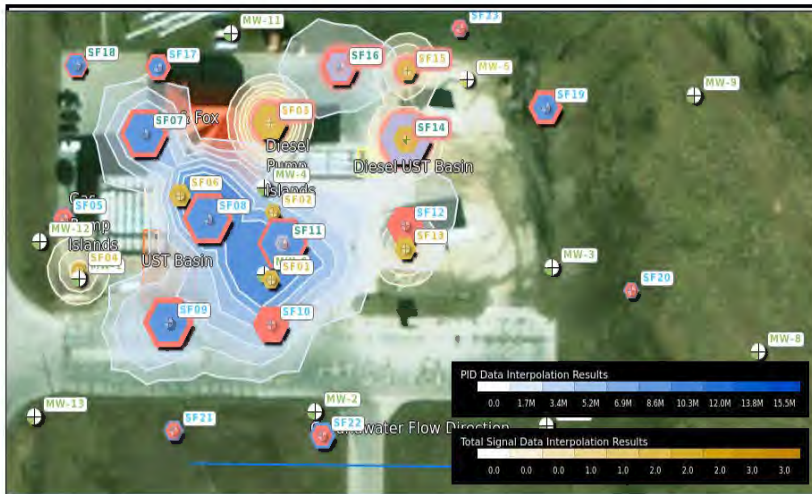 SF23
MW-11
SF18
SF17
SF16
SF15
MW-6
MW-9
SF19
SF03
Fox
SF07
SF14
Diesel
Pump
Islands
Diesel UST Basin
MW-4
SF06
SF02
SF05
SF08
SF12
Islands
MW-12
SF11
SF13
UST Basin
SF04
SF01
MW-3
SF20
SF09
SF10
MW-8
PID Data Interpolation Results
0.0 1.7M 3.4M 5.2M 6.9M 8.6M 10.3M 12.0M 13.8M 15.5M
MW-13
MW-2
SF21
SF22
Groundwater Flow Direction
Total Signal Data Interpolation Results
0.0 0.0 0.0 1.0 1.0 2.0 2.0 2.0 3.0 3.0